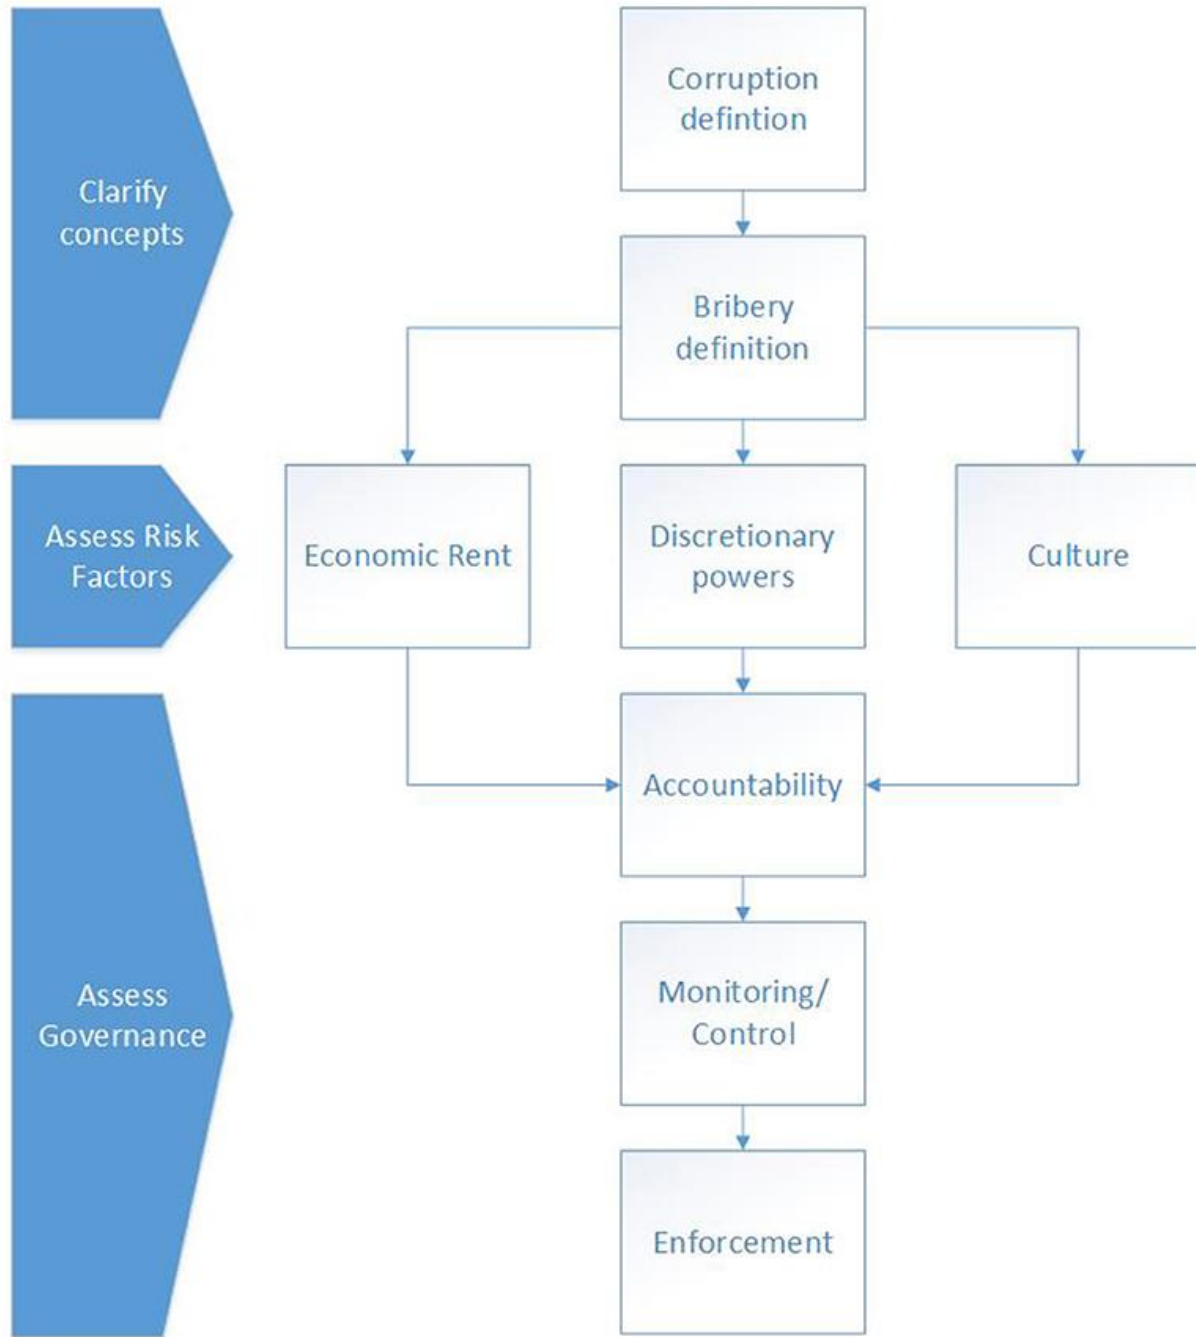 Corruption
defintion
Clarify
concepts
Bribery
definition
Assess Risk
Factors
Economic Rent
Discretionary
powers
Culture
Accountability
Assess
Governance
Monitoring/
Control
Enforcement